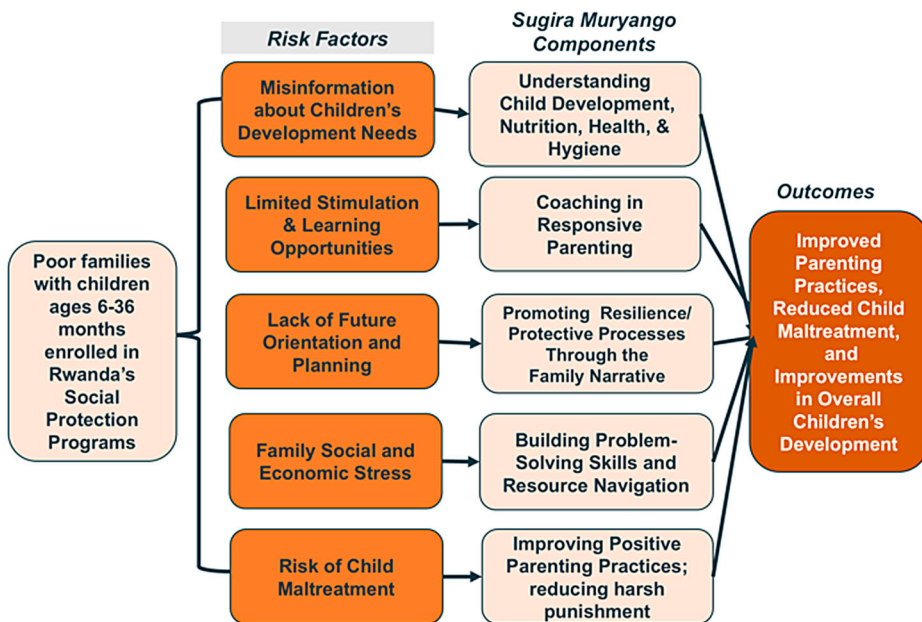 Risk Factors
Sugira Muryango
Components
Outcomes
Poor families
with children
ages 6-36
months
enrolled in
Rwanda's
Social
Protection
Programs
Misinformation
about Children's
Development Needs
Understanding
Child Development,
Nutrition, Health, &
Hygiene
Limited Stimulation
& Learning
Opportunities
Coaching in
Responsive
Parenting
Lack of Future
Orientation and
Planning
Promoting Resilience/
Protective Processes
Through the
Family Narrative
Family Social and
Economic Stress
Building Problem-
Solving Skills and
Resource Navigation
Risk of Child
Maltreatment
Improving Positive
Parenting Practices;
reducing harsh
punishment
Improved
Parenting
Practices,
Reduced Child
Maltreatment,
and
Improvements
in Overall
Children's
Development